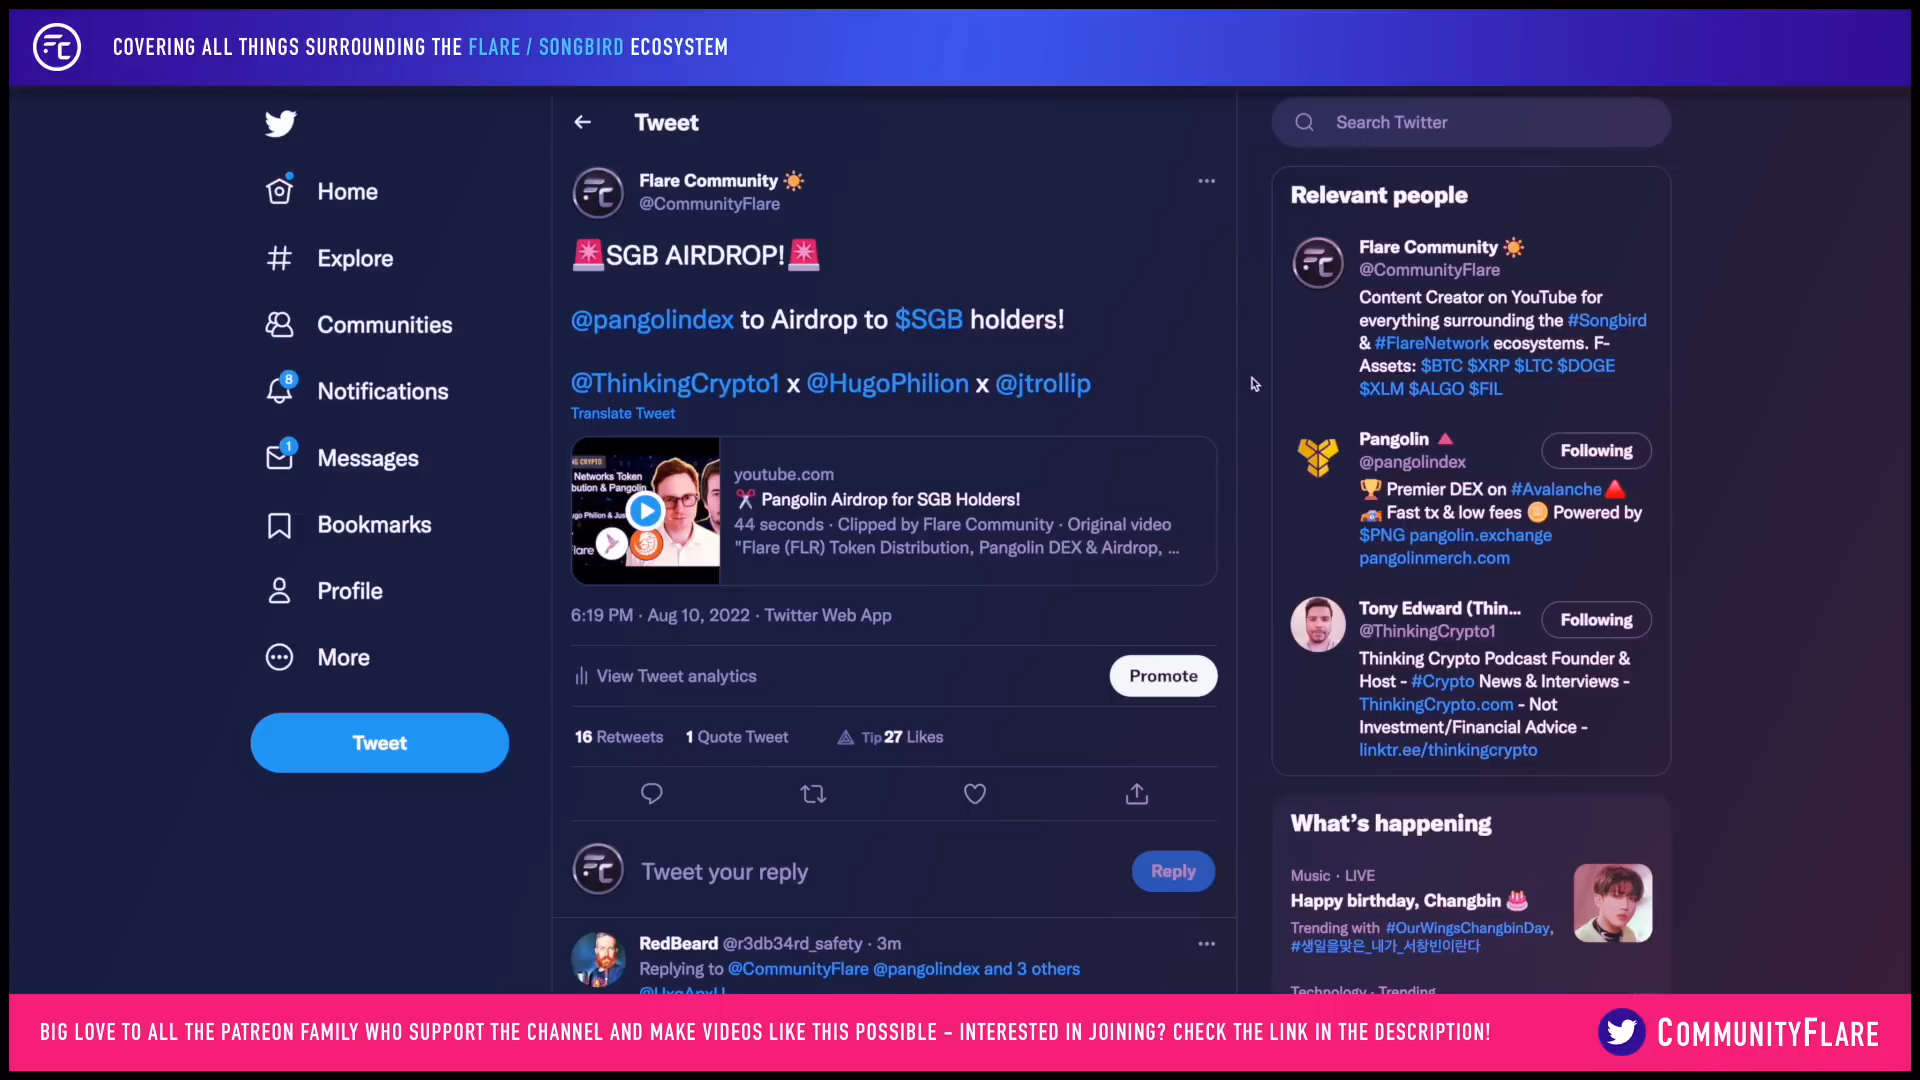 COVERING ALL THINGS SURROUNDING THE FLARE / SONGBIRD ECOSYSTEM
Home
Explore
Communities
8
Notifications
1
Messages
Bookmarks
Profile
More
Tweet
Tweet
Flare Community
@CommunityFlare
SGB AIRDROP!
@pangolindex to Airdrop to $SGB holders!
@ThinkingCrypto1 x @HugoPhilion x @jtrollip
Translate Tweet
Networks Token
youtube.com
Pangolin Airdrop for SGB Holders!
44 seconds · Clipped by Flare Community · Original video
"Flare (FLR) Token Distribution, Pangolin DEX & Airdrop, ...
6:19 PM · Aug 10, 2022 · Twitter Web App
View Tweet analytics
Promote
16 Retweets 1 Quote Tweet Tip 27 Likes
Tweet your reply
Reply
RedBeard @r3db34rd_safety · 3m
Replying to @CommunityFlare @pangolindex and 3 others
Search Twitter
Relevant people
Flare Community
@CommunityFlare
Content Creator on YouTube for
everything surrounding the #Songbird
& #FlareNetwork ecosystems. F-
Assets: $BTC $XRP $LTC $DOGE
$XLM $ALGO $FIL
Pangolin
@pangolindex
Following
Premier DEX on #Avalanche
Fast tx & low fees Powered by
$PNG pangolin.exchange
pangolinmerch.com
Tony Edward (Thin...
@ThinkingCrypto1
Following
Thinking Crypto Podcast Founder &
Host - #Crypto News & Interviews -
ThinkingCrypto.com - Not
Investment/Financial Advice -
linktr.ee/thinkingcrypto
What's happening
Music · LIVE
Happy birthday, Changbin
Trending with #OurWingsChangbinDay,
#생일을맞은_내가_서창빈이란다
Technology · Trending
BIG LOVE TO ALL THE PATREON FAMILY WHO SUPPORT THE CHANNEL AND MAKE VIDEOS LIKE THIS POSSIBLE - INTERESTED IN JOINING? CHECK THE LINK IN THE DESCRIPTION!
COMMUNITYFLARE